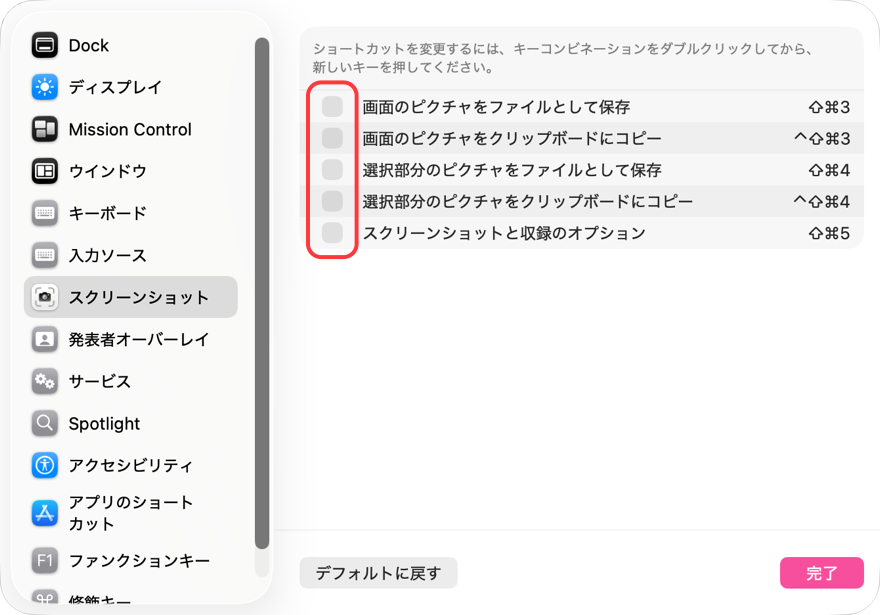 Dock
ディスプレイ
Mission Control
ウインドウ
キーボード
入力ソース
スクリーンショット
発表者オーバーレイ
サービス
Spotlight
アクセシビリティ
アプリのショート
カット
F1 ファンクションキー
⌘ 修飾キー
ショートカットを変更するには、キーコンビネーションをダブルクリックしてから、
新しいキーを押してください。
画面のピクチャをファイルとして保存 ⇧⌘3
画面のピクチャをクリップボードにコピー ^⇧⌘3
選択部分のピクチャをファイルとして保存 ⇧⌘4
選択部分のピクチャをクリップボードにコピー ^⇧⌘4
スクリーンショットと収録のオプション ⇧⌘5
デフォルトに戻す
完了